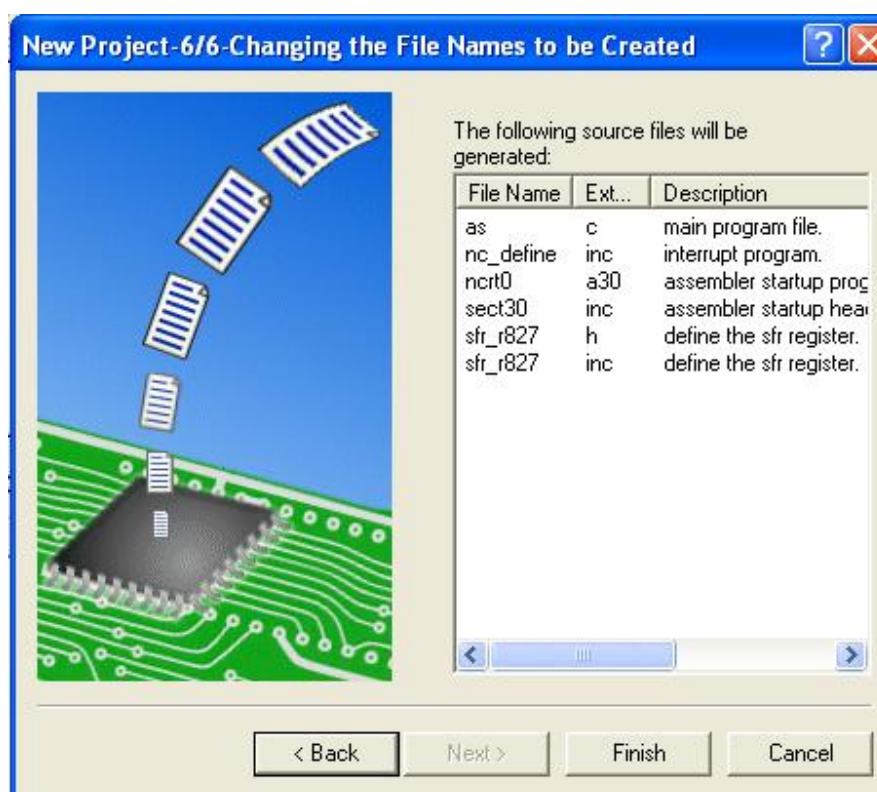 New Project-6/6-Changing the File Names to be Created
The following source files will be
generated:
File Name Ext... Description
as c main program file.
nc_define inc interrupt program.
ncrt0 a30 assembler startup prog
sect30 inc assembler startup hea
sfr_r827 h define the sfr register.
sfr_r827 inc define the sfr register.
< Back Next > Finish Cancel